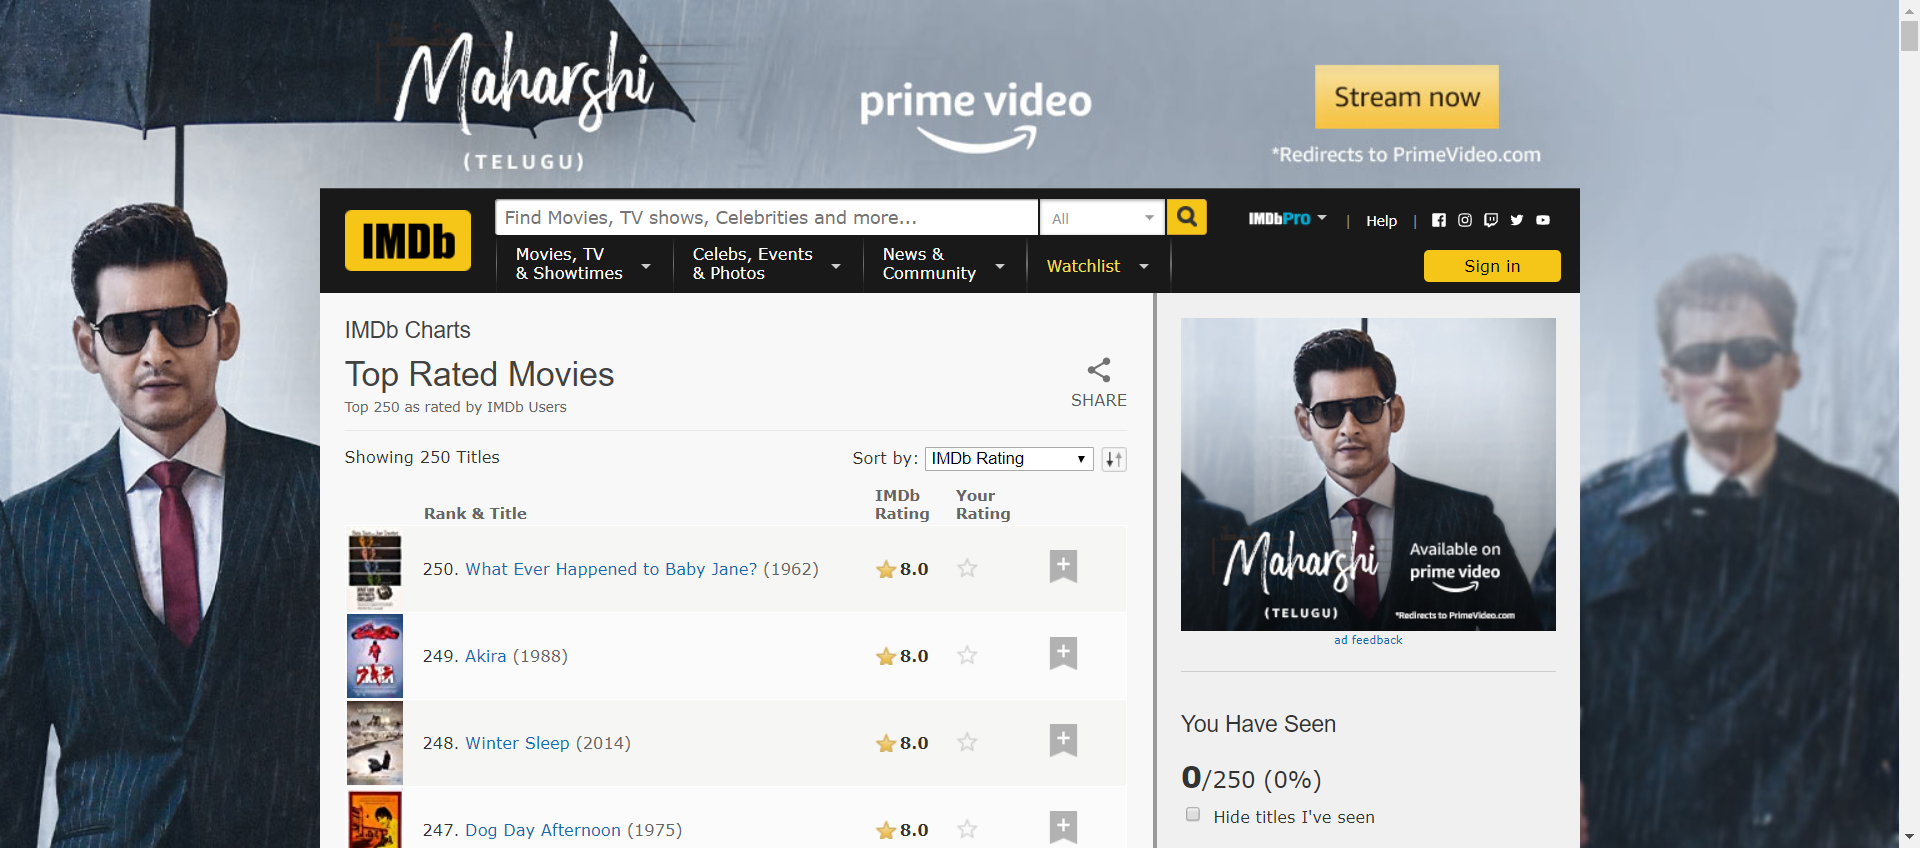 Maharshi
(TELUGU)
prime video
Stream now
*Redirects to PrimeVideo.com
IMDb
Find Movies, TV shows, Celebrities and more...
All
IMDbPro
|
Help
|
Movies, TV
& Showtimes
Celebs, Events
& Photos
News &
Community
Watchlist
Sign in
IMDb Charts
Top Rated Movies
Top 250 as rated by IMDb Users
SHARE
Showing 250 Titles
Sort by: IMDb Rating
Rank & Title
IMDb
Rating
Your
Rating
250. What Ever Happened to Baby Jane? (1962) 8.0
249. Akira (1988) 8.0
248. Winter Sleep (2014) 8.0
247. Dog Day Afternoon (1975) 8.0
Maharshi
(TELUGU)
Available on
prime video
*Redirects to PrimeVideo.com
ad feedback
You Have Seen
0/250 (0%)
Hide titles I've seen